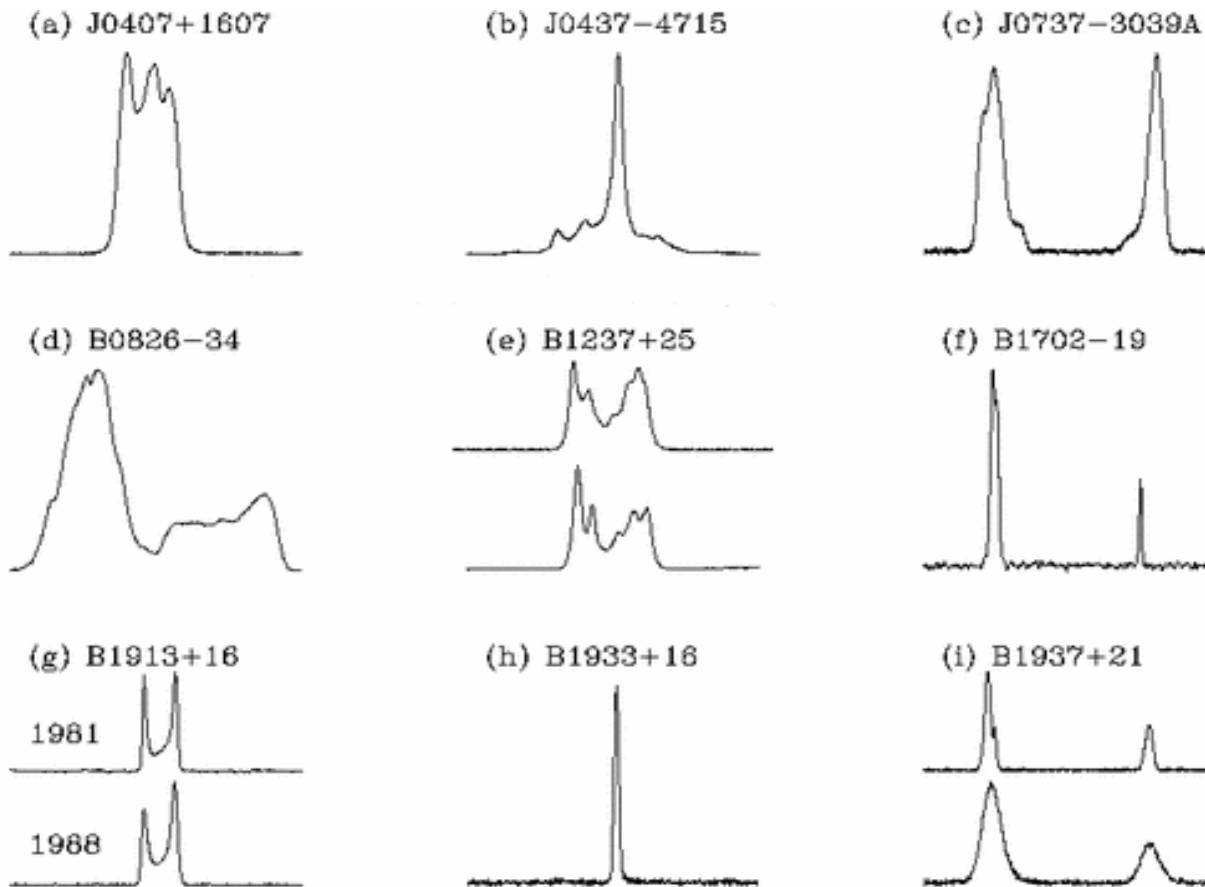 (a) J0407+1607
(b) J0437−4715
(c) J0737−3039A
(d) B0826−34
(e) B1237+25
(f) B1702−19
(g) B1913+16
1981
1988
(h) B1933+16
(i) B1937+21